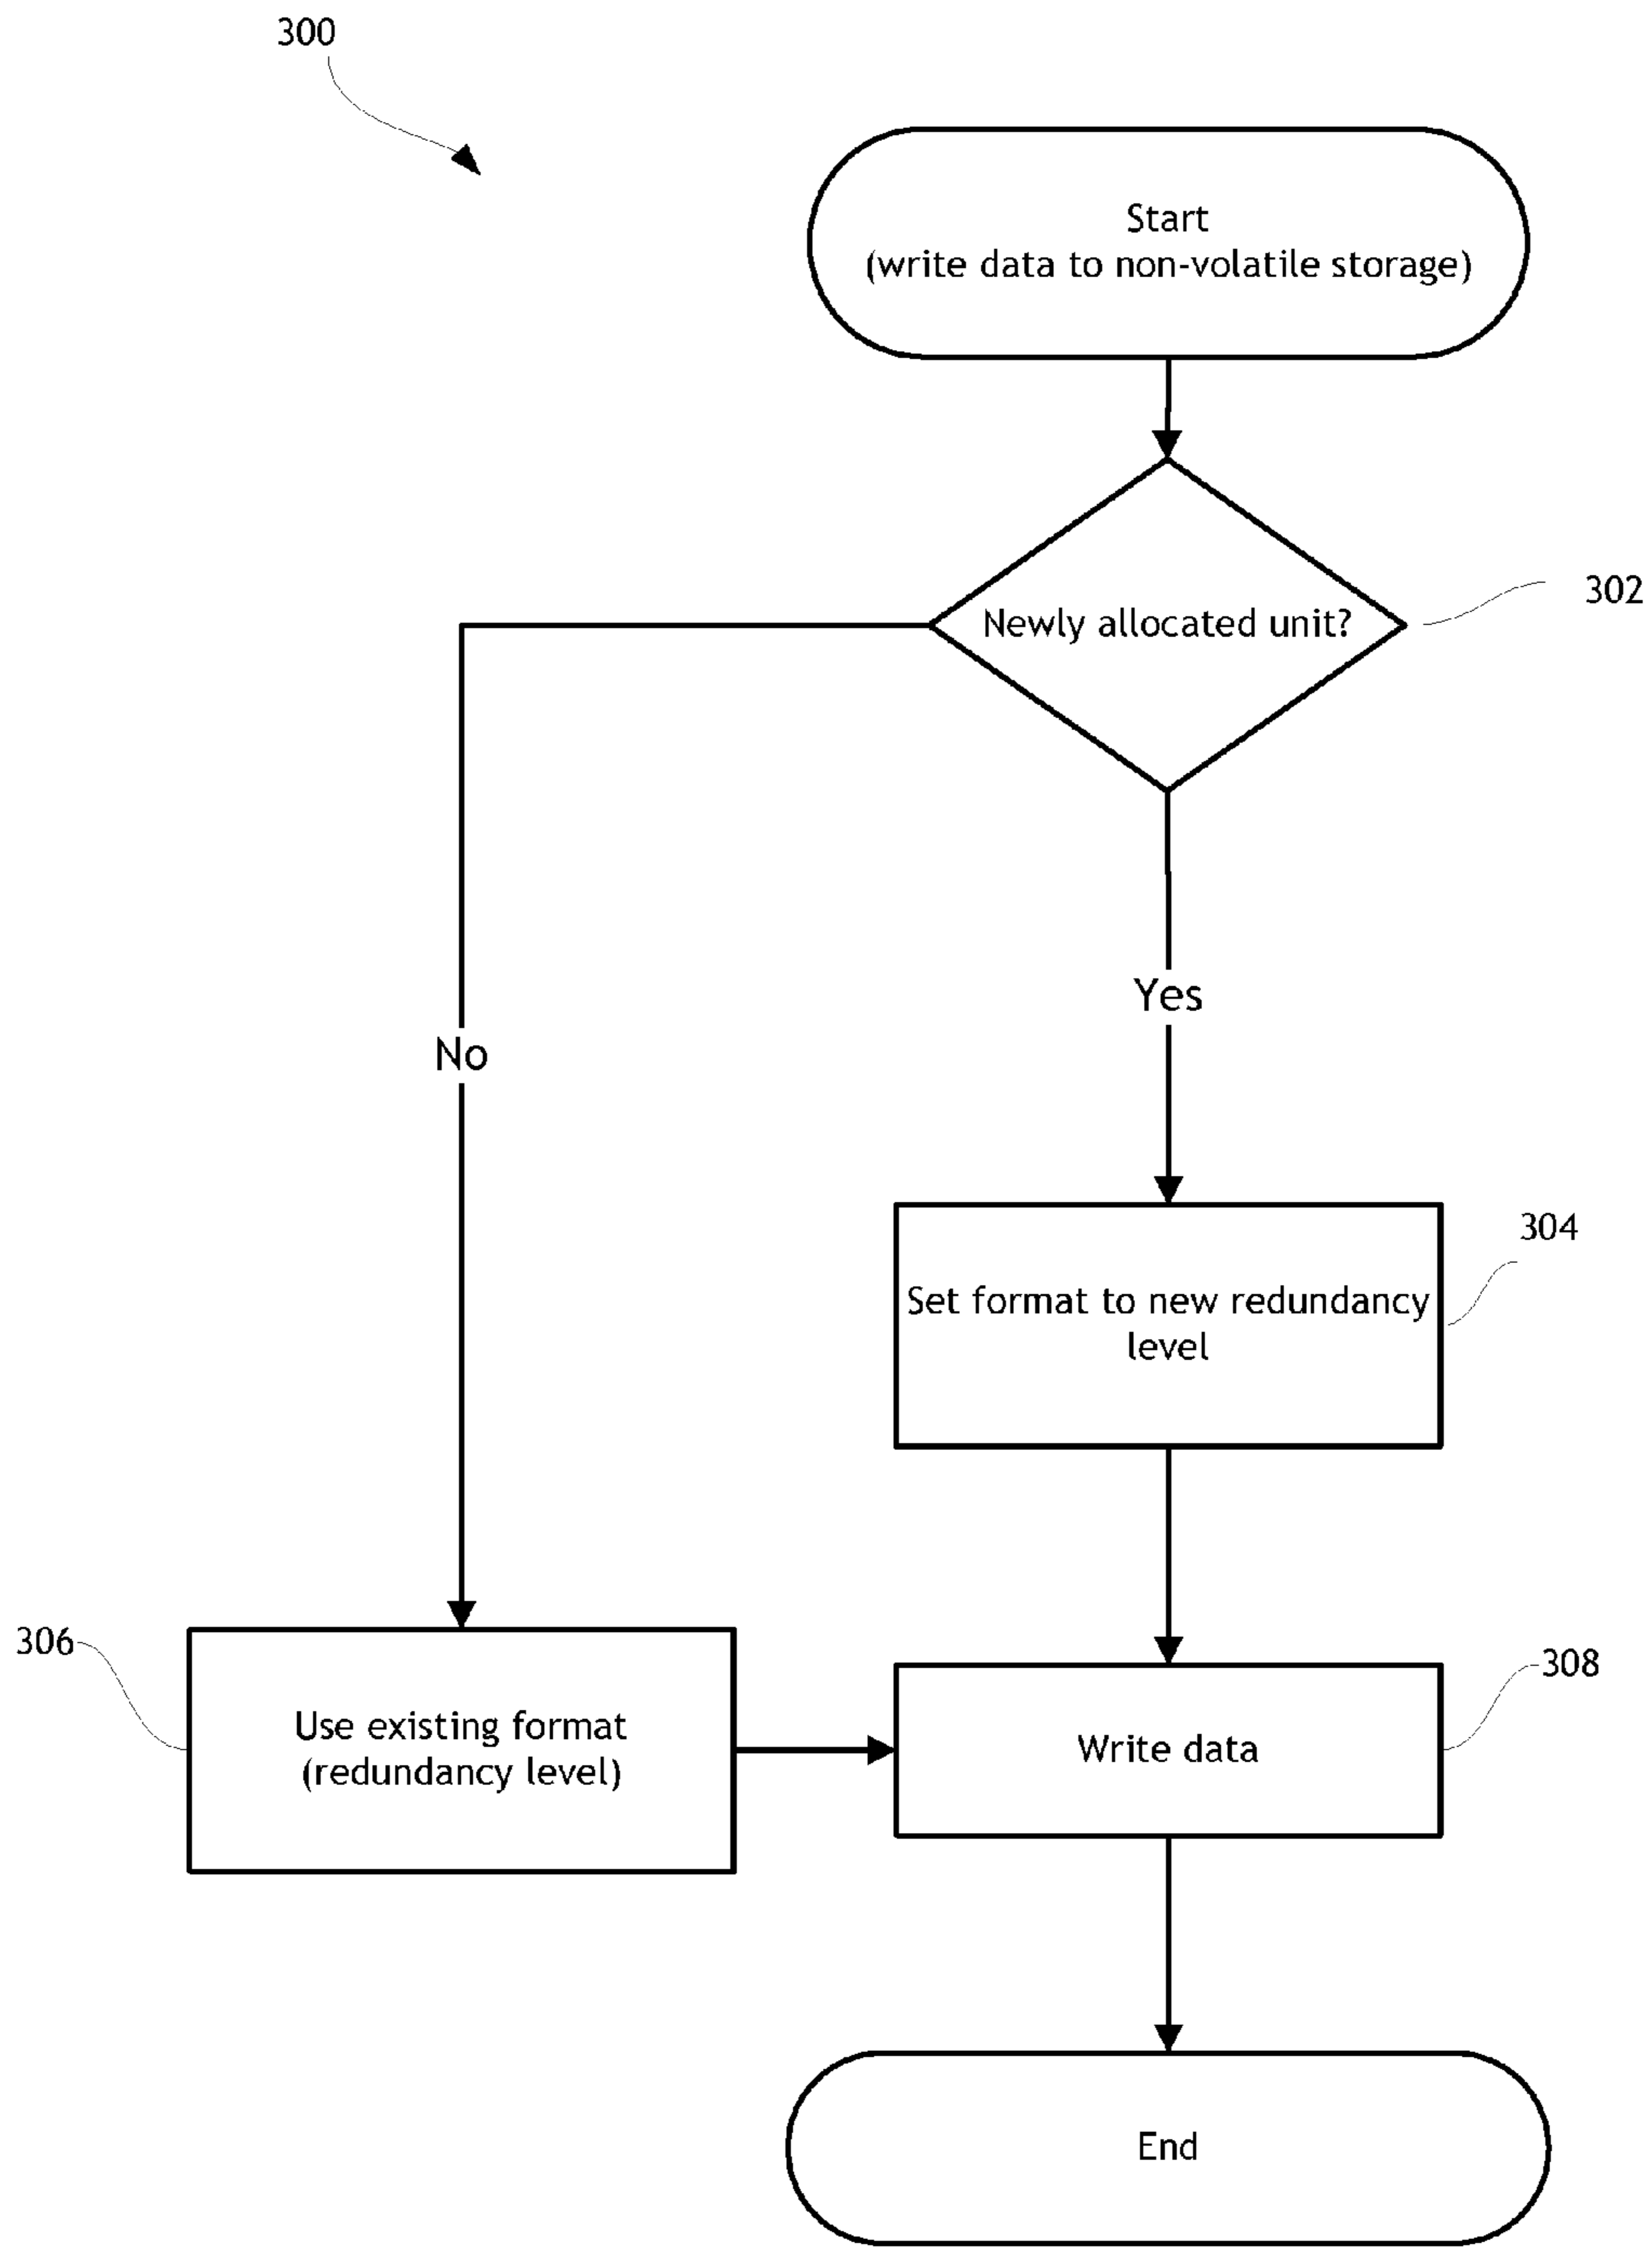 300
Start
(write data to non-volatile storage)
Newly allocated unit?
302
Yes
No
304
Set format to new redundancy
level
306
Use existing format
(redundancy level)
308
Write data
End